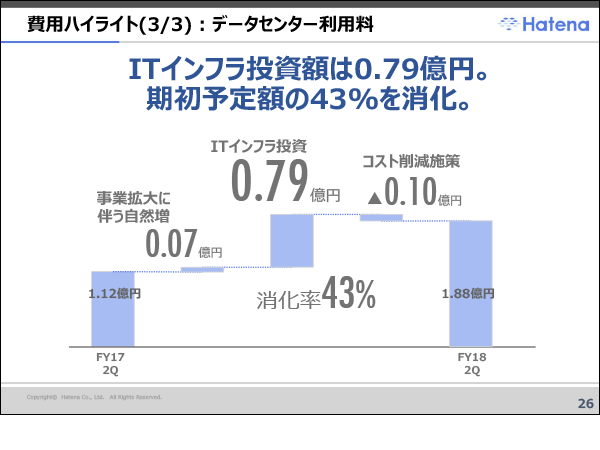 費用ハイライト(3/3)：データセンター利用料
Hatena
ITインフラ投資額は0.79億円。
期初予定額の43%を消化。
ITインフラ投資
0.79億円
コスト削減施策
▲0.10億円
事業拡大に
伴う自然増
0.07億円
1.12億円
消化率43%
1.88億円
FY17
2Q
FY18
2Q
Copyright© Hatena Co., Ltd. All Rights Reserved.
26